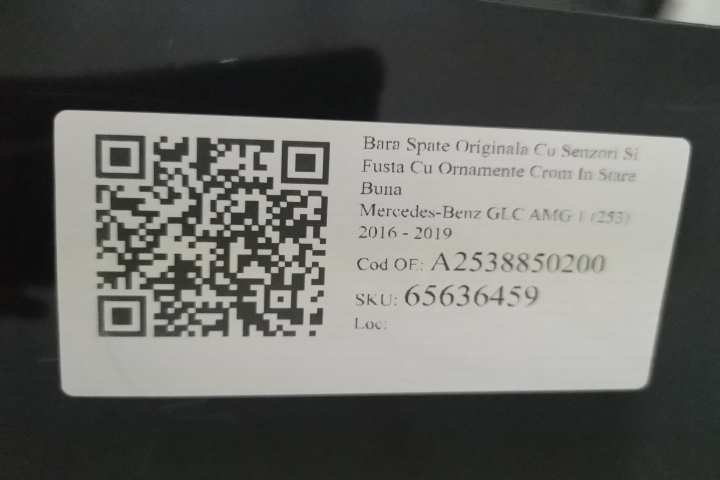 Bara Spate Originala Cu Senzori Si
Fusta Cu Ornamente Crom In Stare
Buna
Mercedes-Benz GLC AMG 1 (253)
2016 - 2019
Cod OE: A2538850200
SKU: 65636459
Loc: